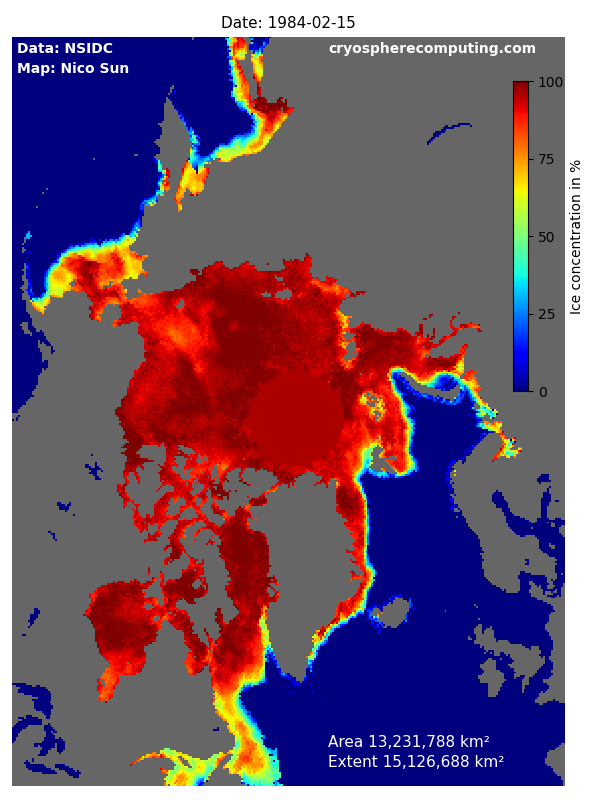 Date: 1984-02-15
Data: NSIDC
Map: Nico Sun
cryospherecomputing.com
100
75
50
25
0
Ice concentration in %
Area 13,231,788 km²
Extent 15,126,688 km²